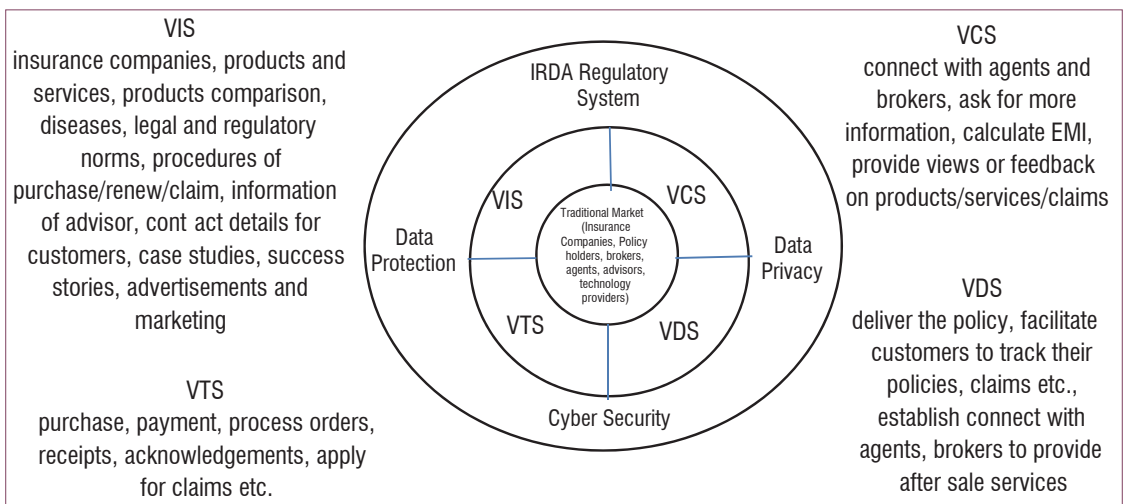 VIS
insurance companies, products and
services, products comparison,
diseases, legal and regulatory
norms, procedures of
purchase/renew/claim, information
of advisor, cont act details for
customers, case studies, success
stories, advertisements and
marketing
VTS
purchase, payment, process orders,
receipts, acknowledgements, apply
for claims etc.
IRDA Regulatory
System
Data
Protection
VIS
VCS
Traditional Market
(Insurance
Companies, Policy
holders, brokers,
agents, advisors,
technology
providers)
VTS
VDS
Data
Privacy
Cyber Security
VCS
connect with agents and
brokers, ask for more
information, calculate EMI,
provide views or feedback
on products/services/claims
VDS
deliver the policy, facilitate
customers to track their
policies, claims etc.,
establish connect with
agents, brokers to provide
after sale services